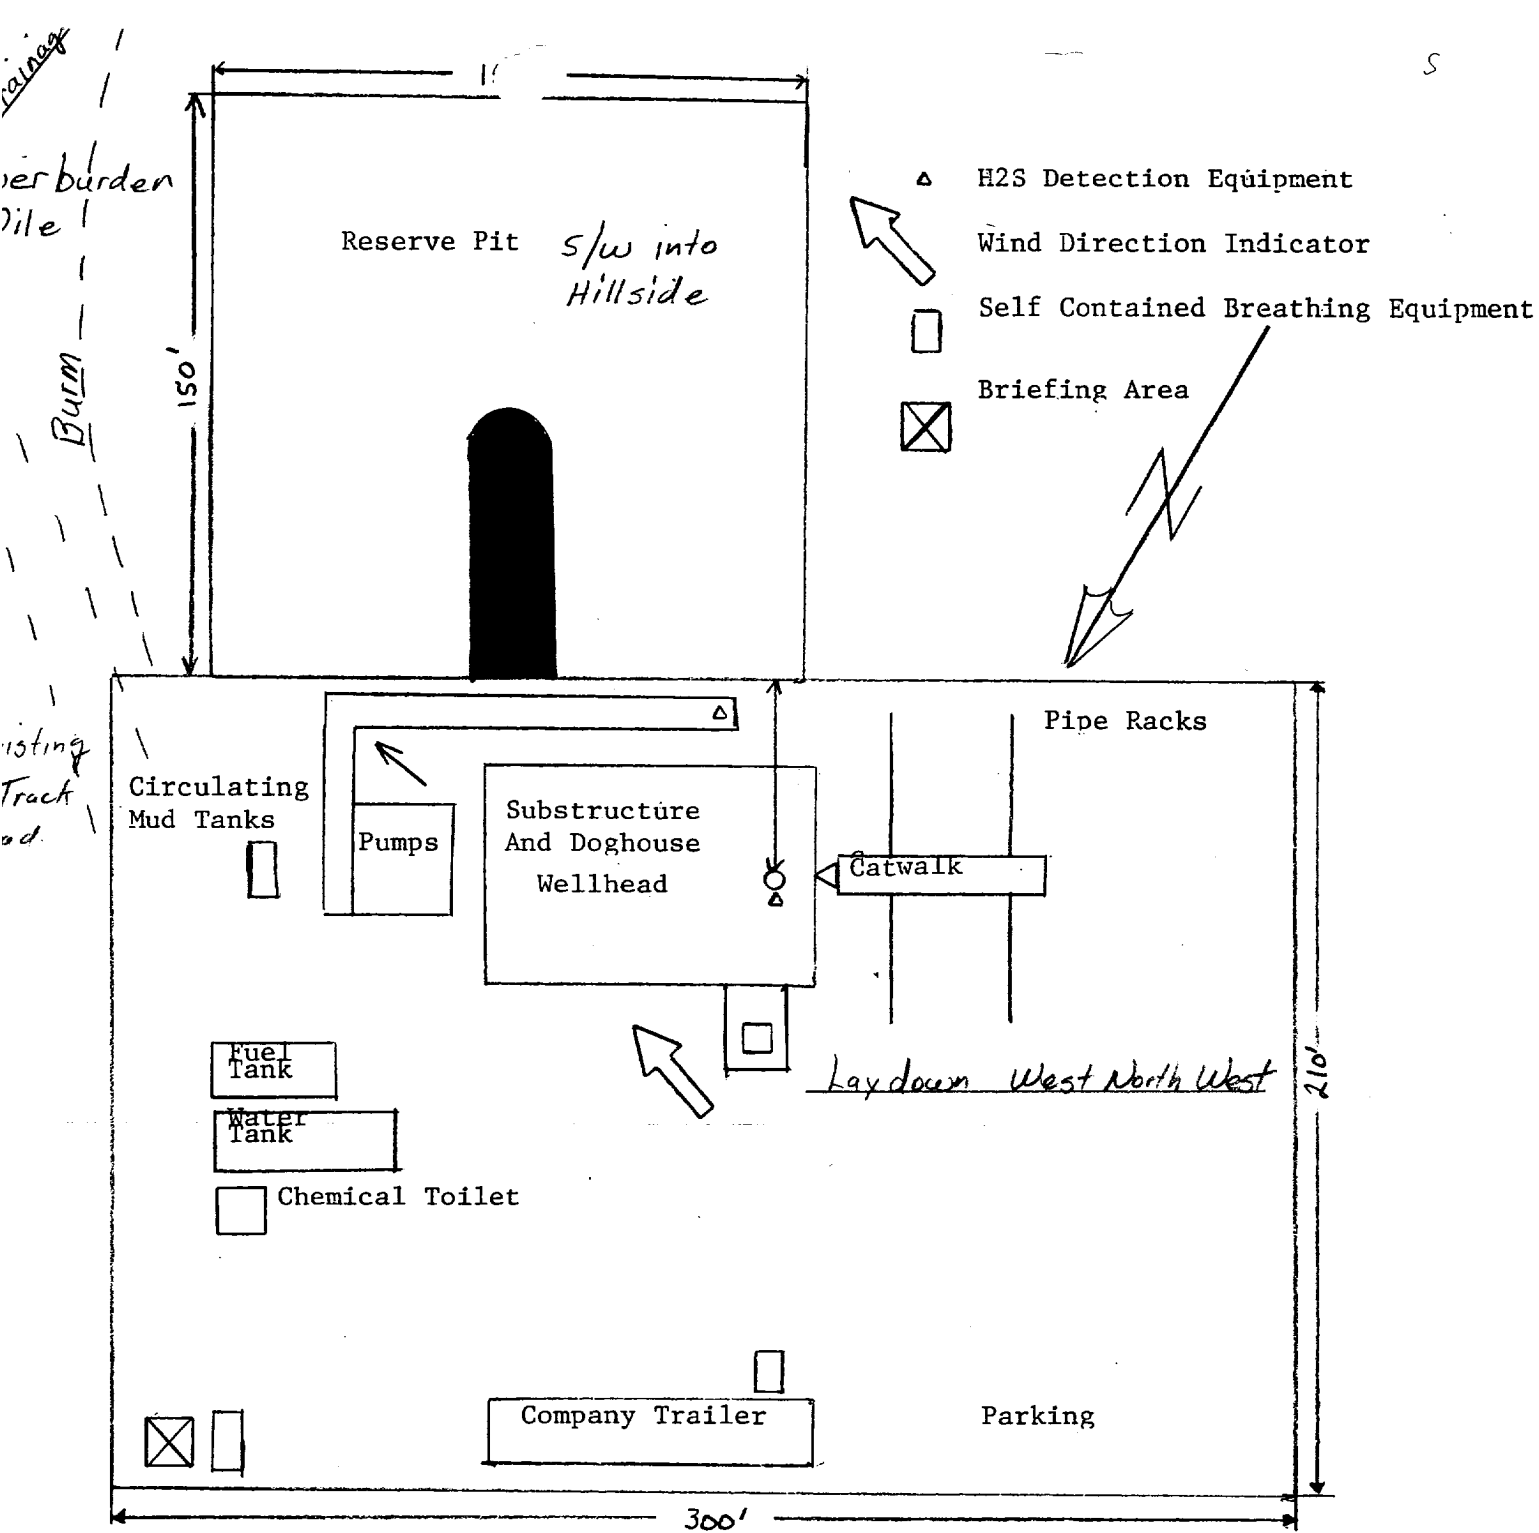 H2S Detection Equipment
Wind Direction Indicator
Self Contained Breathing Equipment
Briefing Area
N
Reserve Pit
S/W into
Hillside
150'
Burm
Pipe Racks
Circulating
Mud Tanks
Pumps
Substructure
And Doghouse
Wellhead
Catwalk
Track
Fuel
Tank
Water
Tank
Chemical Toilet
Laydown West North West
210'
Company Trailer
Parking
300'